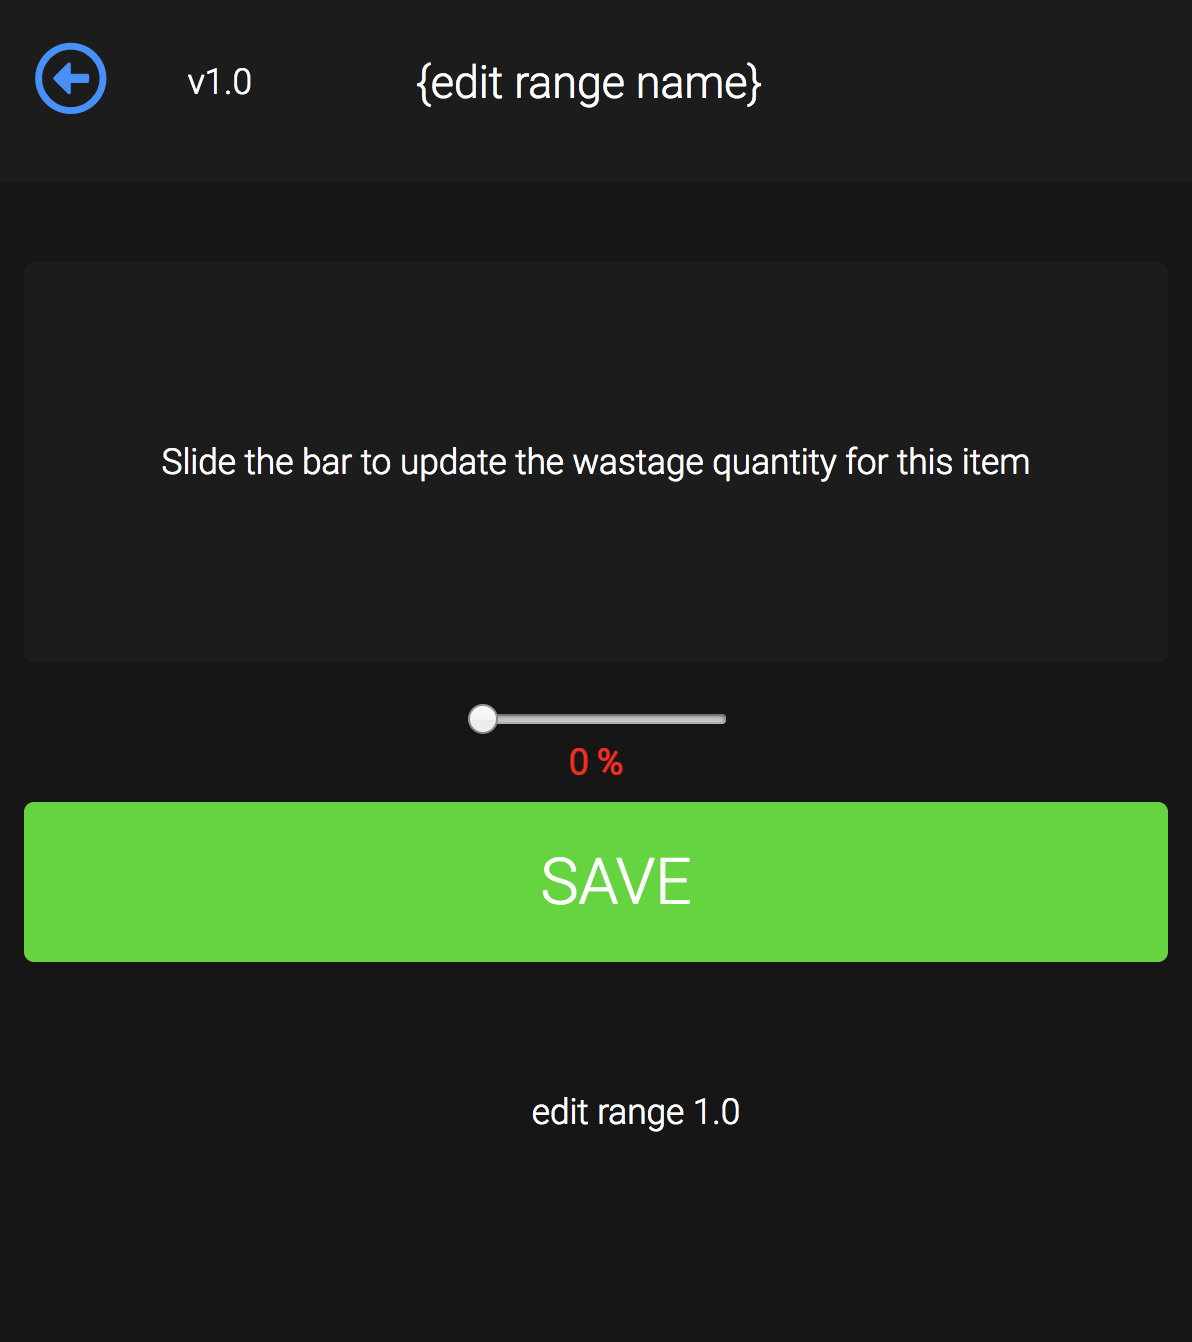 v1.0
{edit range name}
Slide the bar to update the wastage quantity for this item
0 %
SAVE
edit range 1.0